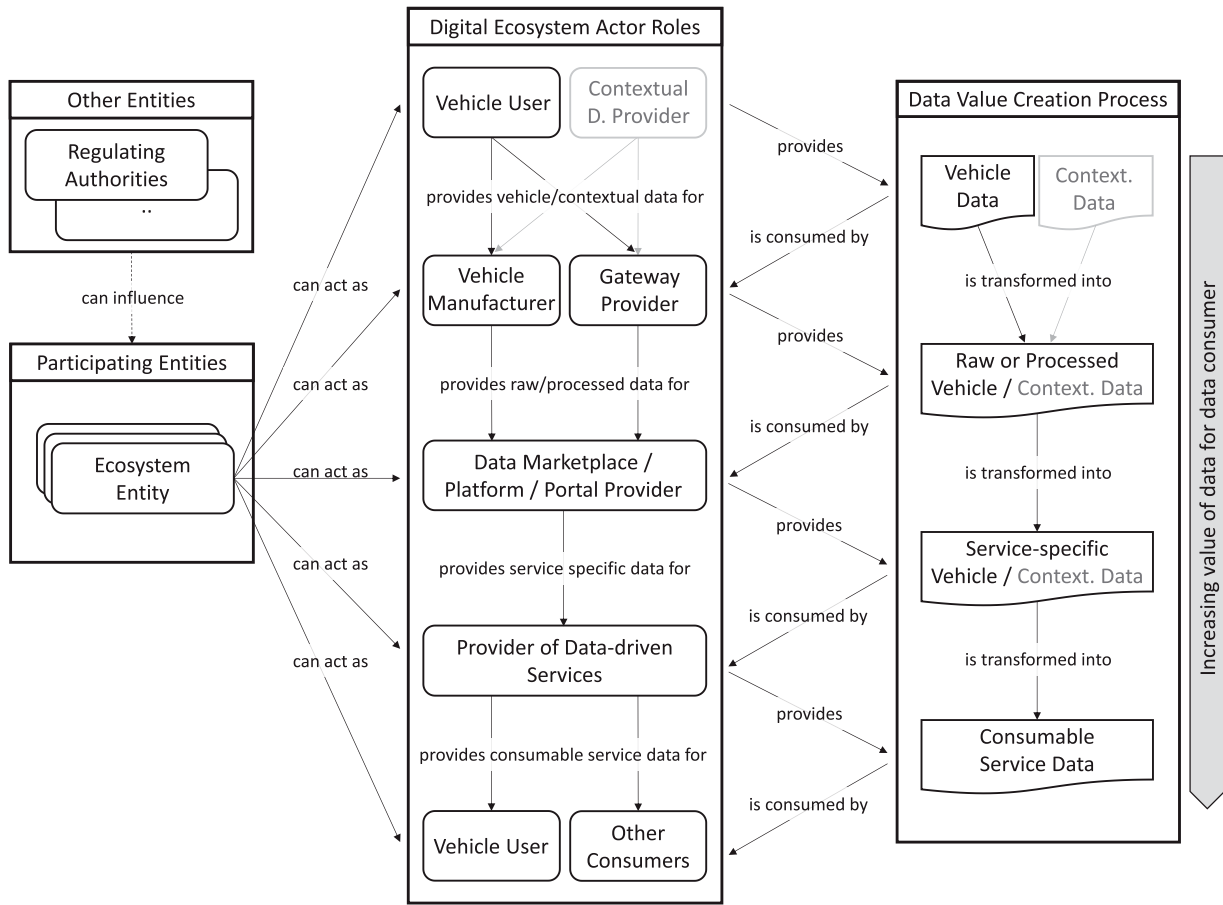 Other Entities
Regulating
Authorities
..
can influence
Participating Entities
Ecosystem
Entity
can act as
can act as
can act as
can act as
can act as
Digital Ecosystem Actor Roles
Vehicle User
Contextual
D. Provider
provides vehicle/contextual data for
Vehicle
Manufacturer
Gateway
Provider
provides raw/processed data for
Data Marketplace /
Platform / Portal Provider
provides service specific data for
Provider of Data-driven
Services
provides consumable service data for
Vehicle User
Other
Consumers
provides
is consumed by
provides
is consumed by
provides
is consumed by
provides
is consumed by
Data Value Creation Process
Vehicle
Data
Context.
Data
is transformed into
Raw or Processed
Vehicle / Context. Data
is transformed into
Service-specific
Vehicle / Context. Data
is transformed into
Consumable
Service Data
Increasing value of data for data consumer